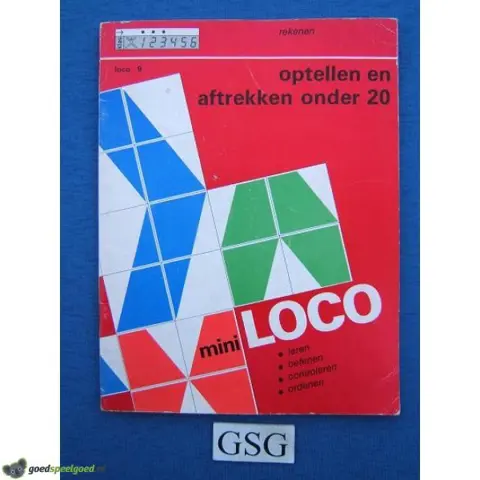 123456
rekenen
loco 9
optellen en
aftrekken onder 20
mini LOCO
• leren
• oefenen
• controleren
• ordenen
GSG
goedspeelgoed.nl